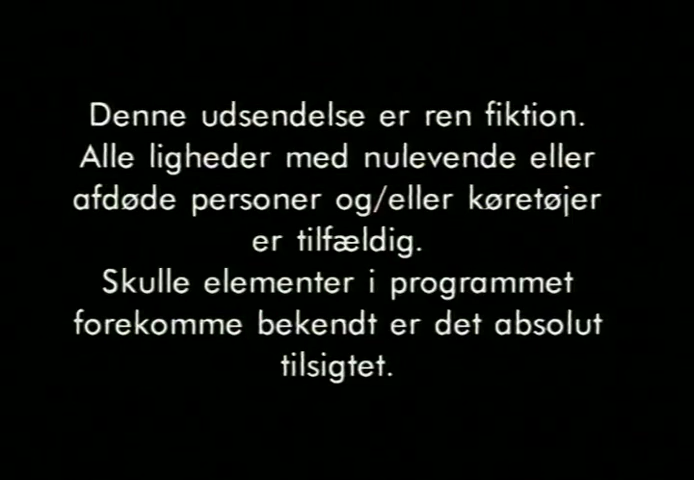 Denne udsendelse er ren fiktion.
Alle ligheder med nulevende eller
afdøde personer og/eller køretøjer
er tilfældig.
Skulle elementer i programmet
forekomme bekendt er det absolut
tilsigtet.